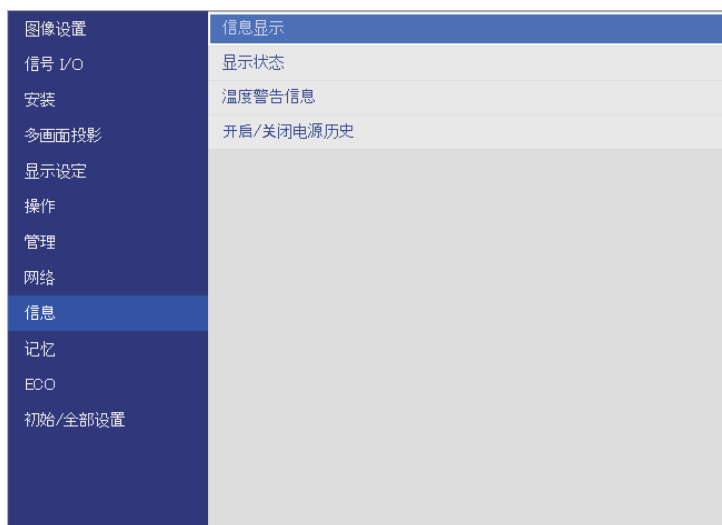 图像设置
信号 I/O
安装
多画面投影
显示设定
操作
管理
网络
信息
记忆
ECO
初始/全部设置
信息显示
显示状态
温度警告信息
开启/关闭电源历史